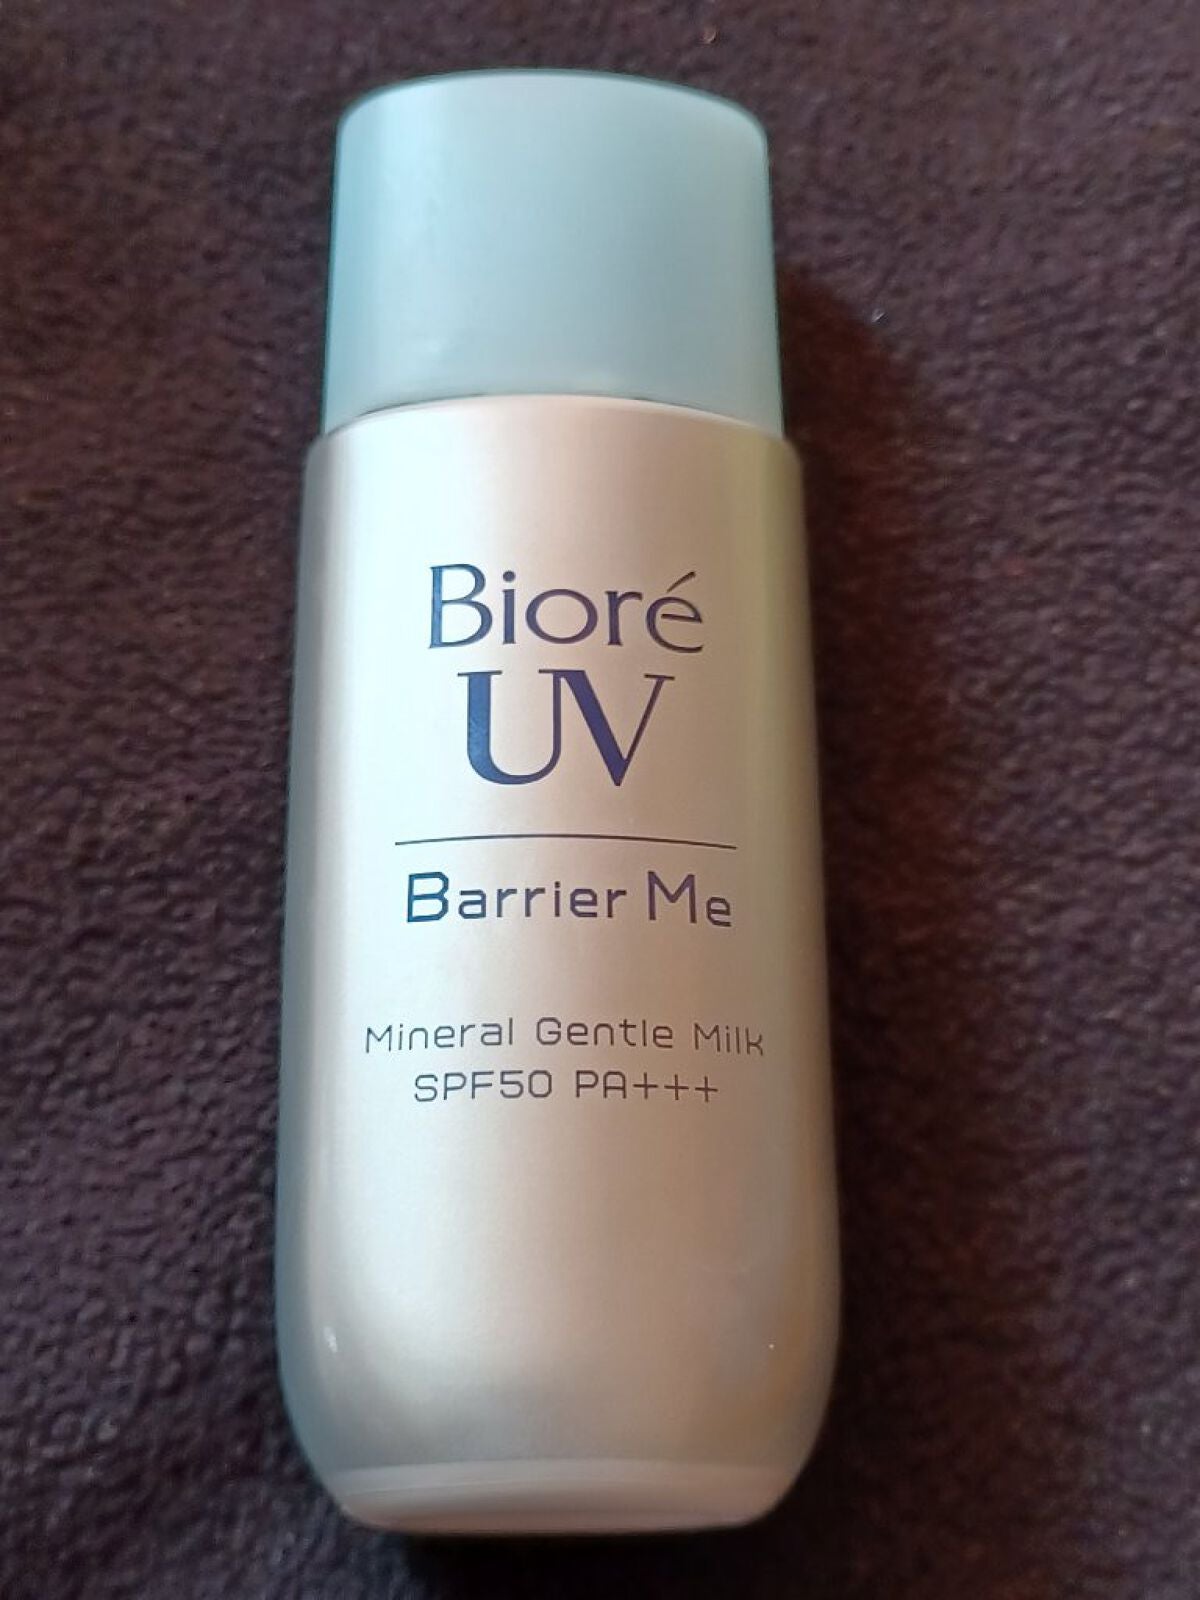 Bioré
UV
Barrier Me
Mineral Gentle Milk
SPF50 PA+++